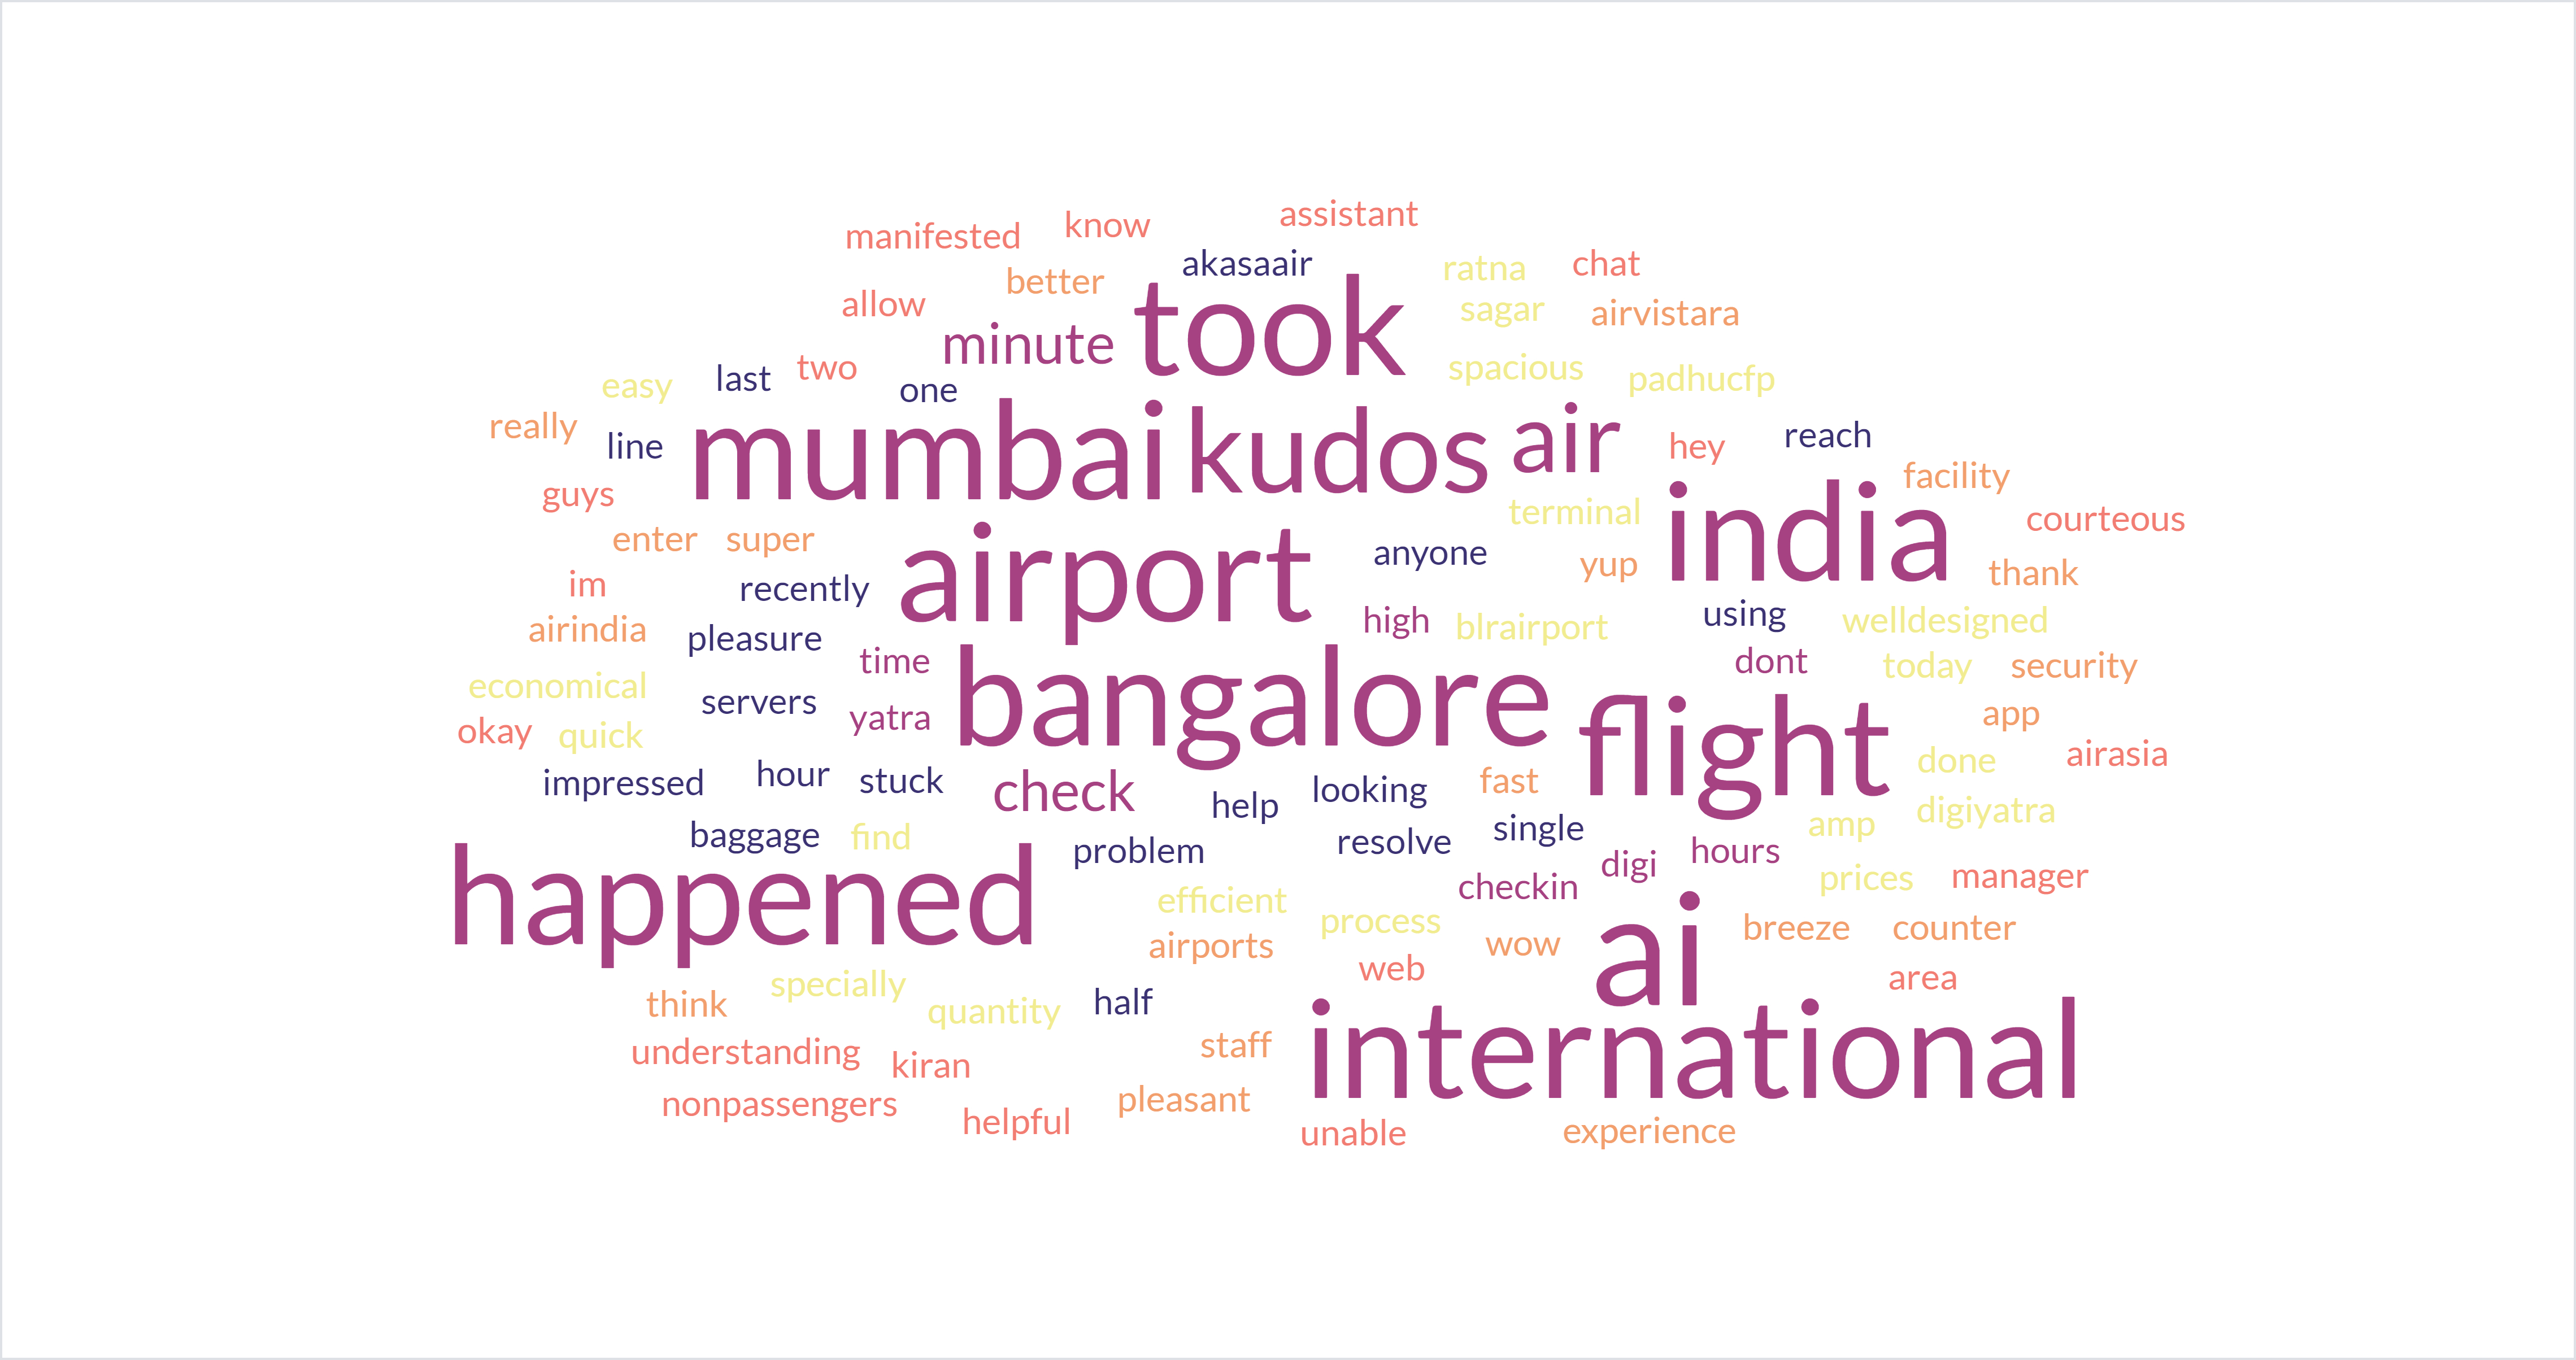 assistant
manifested know
akasaair ratna chat
better
allow took sagar airvistara
minute
last two spacious padhucfp
easy one
really line mumbai kudos air hey reach
guys facility
terminal india courteous
enter super airport anyone yup
im recently thank
airindia pleasure high blrairport using welldesigned
time dont today security
economical servers yatra bangalore flight app
okay quick done airasia
impressed hour stuck check help looking fast digiyatra
baggage find problem resolve single amp
happened digi hours
efficient checkin prices manager
airports process wow ai breeze counter
web area
think specially quantity half
understanding kiran staff international
nonpassengers helpful pleasant
unable experience